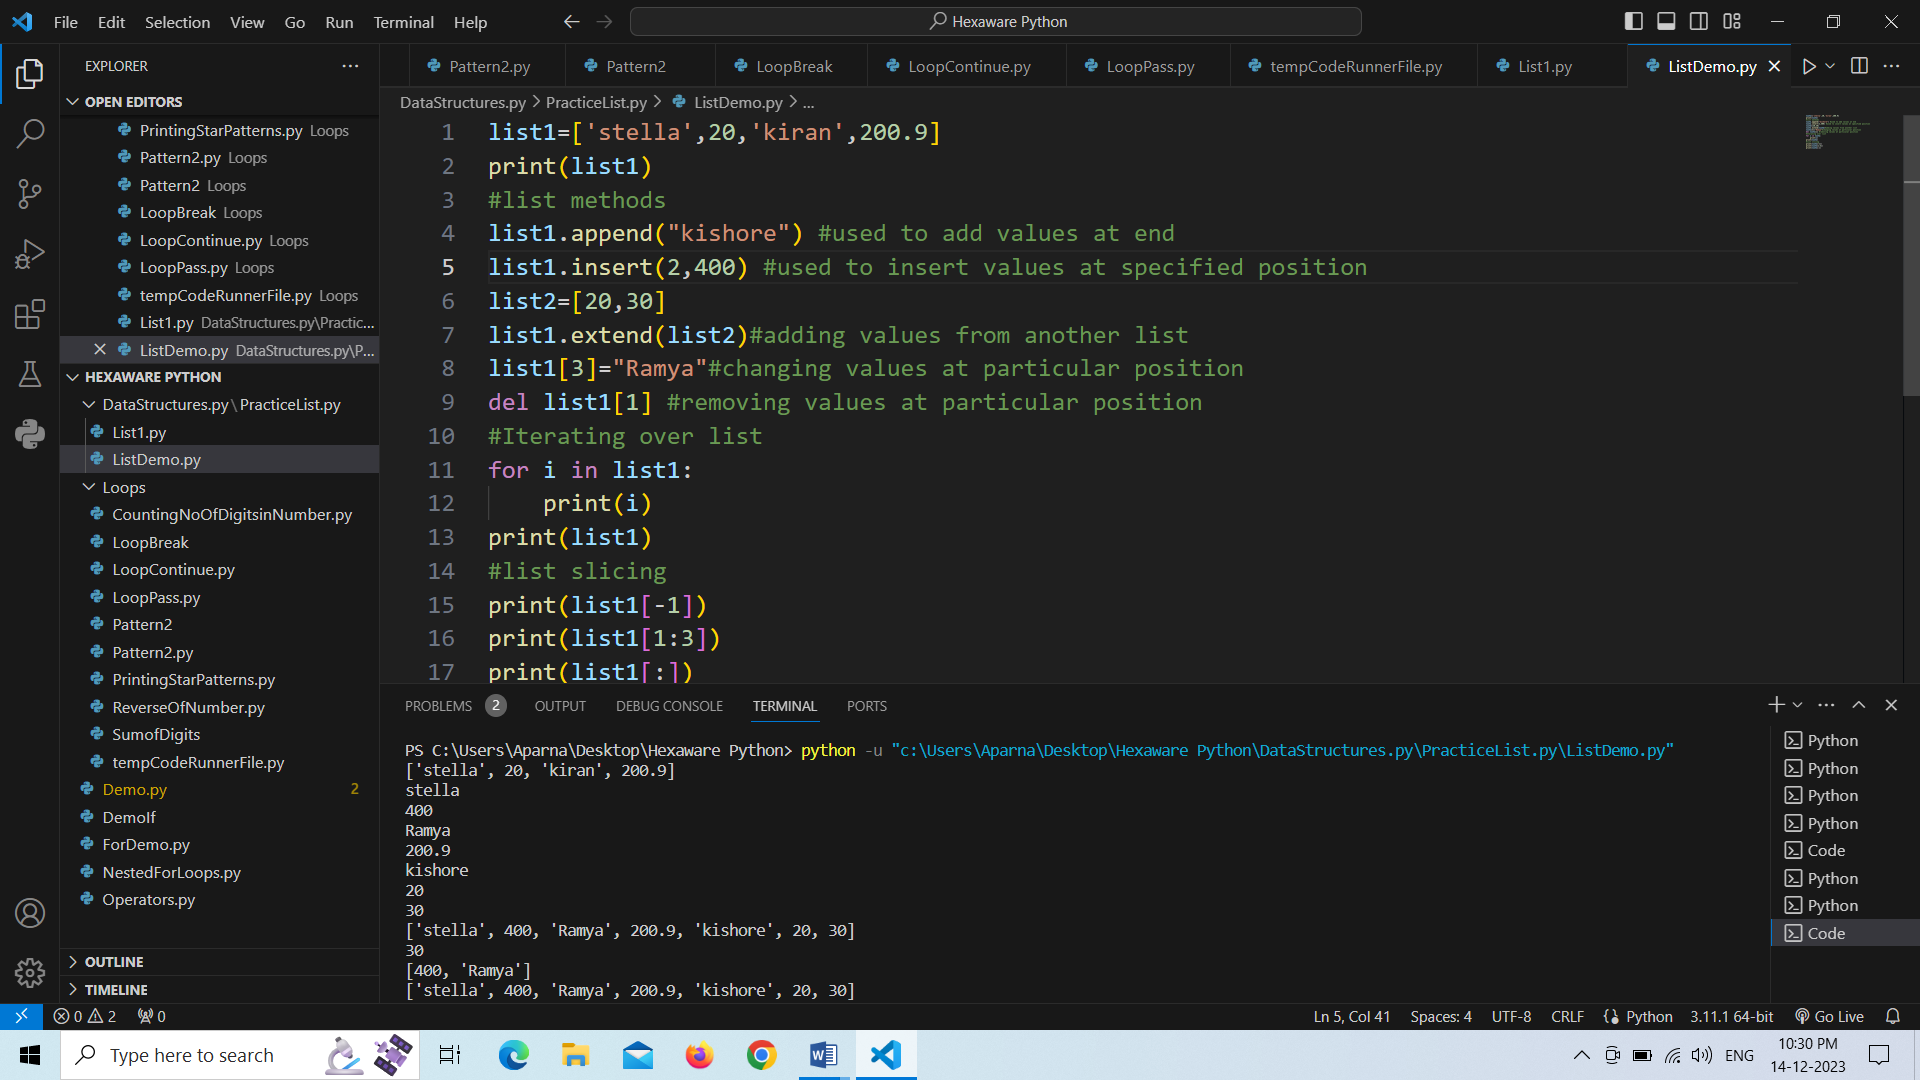 File Edit Selection View Go Run Terminal Help
Hexaware Python
EXPLORER
Pattern2.py Pattern2 LoopBreak LoopContinue.py LoopPass.py tempCodeRunnerFile.py List1.py ListDemo.py
OPEN EDITORS
PrintingStarPatterns.py Loops
Pattern2.py Loops
Pattern2 Loops
LoopBreak Loops
LoopContinue.py Loops
LoopPass.py Loops
tempCodeRunnerFile.py Loops
List1.py DataStructures.py\Practic...
ListDemo.py DataStructures.py\P...
HEXAWARE PYTHON
DataStructures.py\PracticeList.py
List1.py
ListDemo.py
Loops
CountingNoOfDigitsinNumber.py
LoopBreak
LoopContinue.py
LoopPass.py
Pattern2
Pattern2.py
PrintingStarPatterns.py
ReverseOfNumber.py
SumofDigits
tempCodeRunnerFile.py
Demo.py 2
DemoIf
ForDemo.py
NestedForLoops.py
Operators.py
OUTLINE
TIMELINE
DataStructures.py > PracticeList.py > ListDemo.py > ...
1 list1=['stella',20,'kiran',200.9]
2 print(list1)
3 #list methods
4 list1.append("kishore") #used to add values at end
5 list1.insert(2,400) #used to insert values at specified position
6 list2=[20,30]
7 list1.extend(list2)#adding values from another list
8 list1[3]="Ramya"#changing values at particular position
9 del list1[1] #removing values at particular position
10 #Iterating over list
11 for i in list1:
12     print(i)
13 print(list1)
14 #list slicing
15 print(list1[-1])
16 print(list1[1:3])
17 print(list1[:])
PROBLEMS 2 OUTPUT DEBUG CONSOLE TERMINAL PORTS
PS C:\Users\Aparna\Desktop\Hexaware Python> python -u "c:\Users\Aparna\Desktop\Hexaware Python\DataStructures.py\PracticeList.py\ListDemo.py"
['stella', 20, 'kiran', 200.9]
stella
400
Ramya
200.9
kishore
20
30
['stella', 400, 'Ramya', 200.9, 'kishore', 20, 30]
30
[400, 'Ramya']
['stella', 400, 'Ramya', 200.9, 'kishore', 20, 30]
Python
Python
Python
Python
Code
Python
Python
Code
0 2 0
Ln 5, Col 41 Spaces: 4 UTF-8 CRLF Python 3.11.1 64-bit Go Live
Type here to search
ENG
10:30 PM
14-12-2023